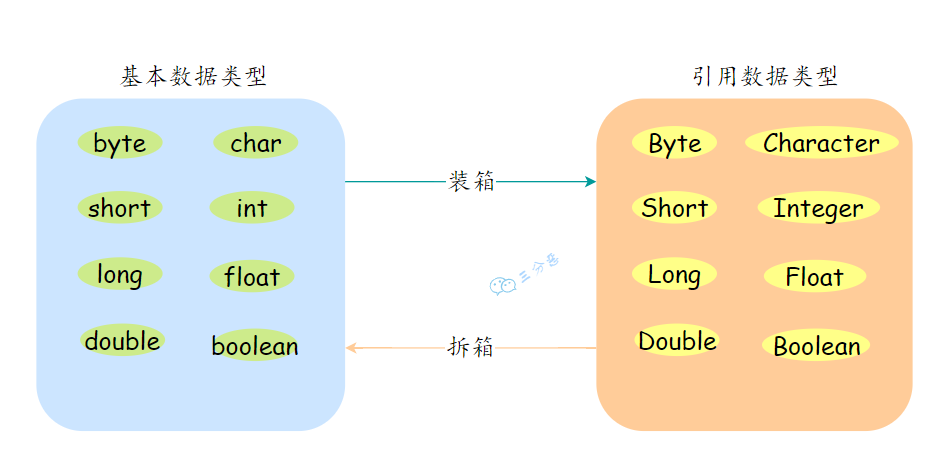 基本数据类型
引用数据类型
byte
char
short
int
long
float
double
boolean
装箱
拆箱
Byte
Character
Short
Integer
Long
Float
Double
Boolean
三分恶